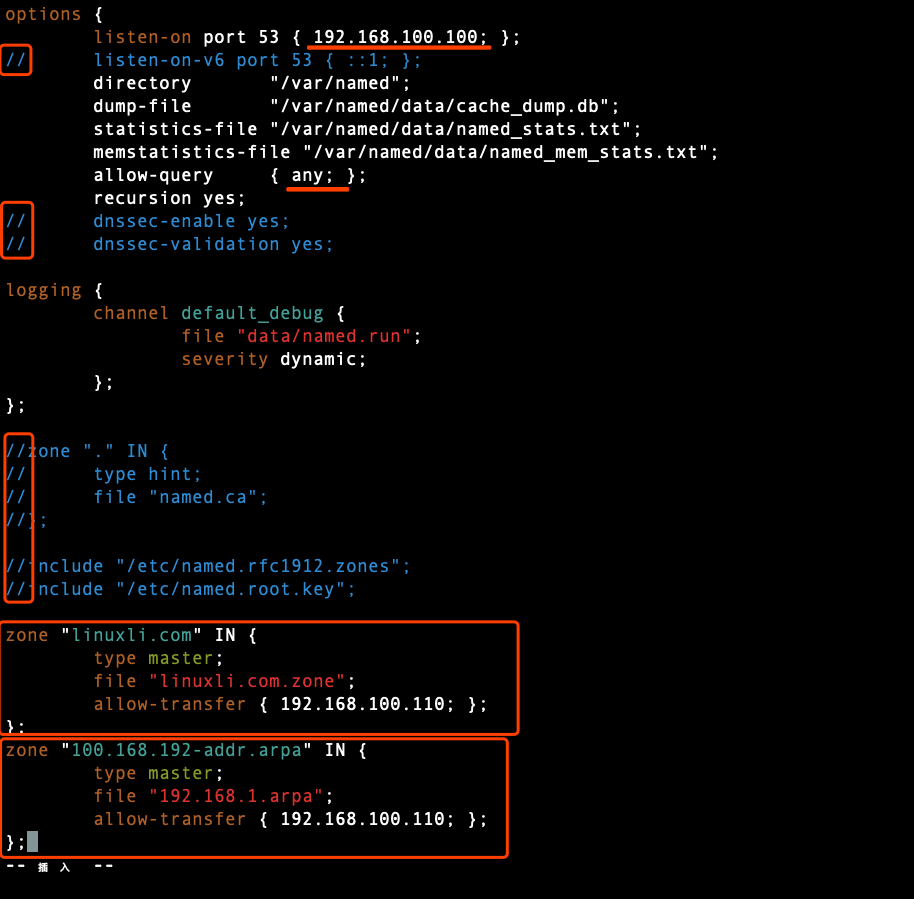 options {
        listen-on port 53 { 192.168.100.100; };
//      listen-on-v6 port 53 { ::1; };
        directory       "/var/named";
        dump-file       "/var/named/data/cache_dump.db";
        statistics-file "/var/named/data/named_stats.txt";
        memstatistics-file "/var/named/data/named_mem_stats.txt";
        allow-query     { any; };
        recursion yes;
//      dnssec-enable yes;
//      dnssec-validation yes;
logging {
        channel default_debug {
                file "data/named.run";
                severity dynamic;
        };
};
//zone "." IN {
//      type hint;
//      file "named.ca";
//};
//include "/etc/named.rfc1912.zones";
//include "/etc/named.root.key";
zone "linuxli.com" IN {
        type master;
        file "linuxli.com.zone";
        allow-transfer { 192.168.100.110; };
};
zone "100.168.192-addr.arpa" IN {
        type master;
        file "192.168.1.arpa";
        allow-transfer { 192.168.100.110; };
};
-- 插入 --